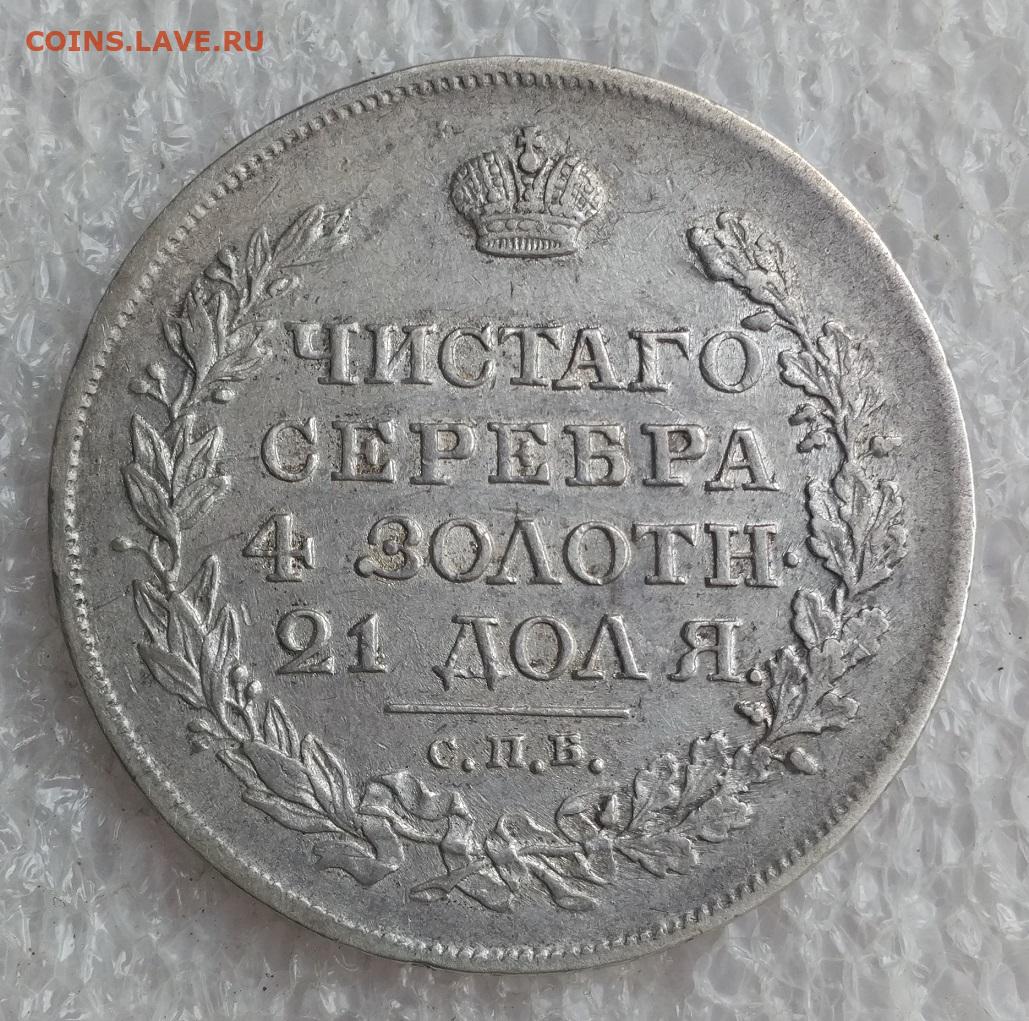 COINS.LAVE.RU
ЧИСТАГО
СЕРЕБРА
4 ЗОЛОТН.
21 ДОЛЯ.
С.П.Б.